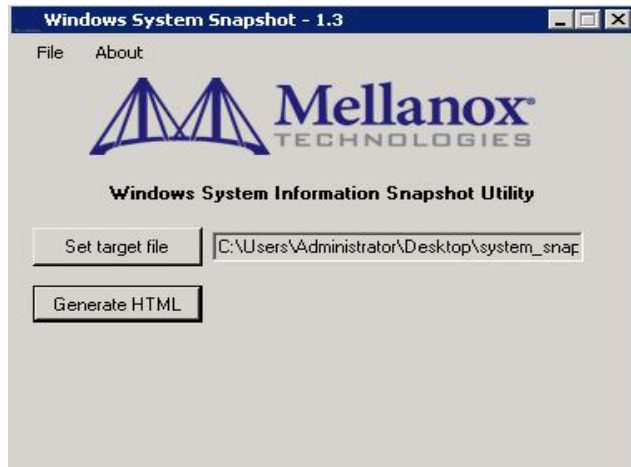 Windows System Snapshot - 1.3
File About
Mellanox
TECHNOLOGIES
Windows System Information Snapshot Utility
Set target file C:\Users\Administrator\Desktop\system_snap
Generate HTML